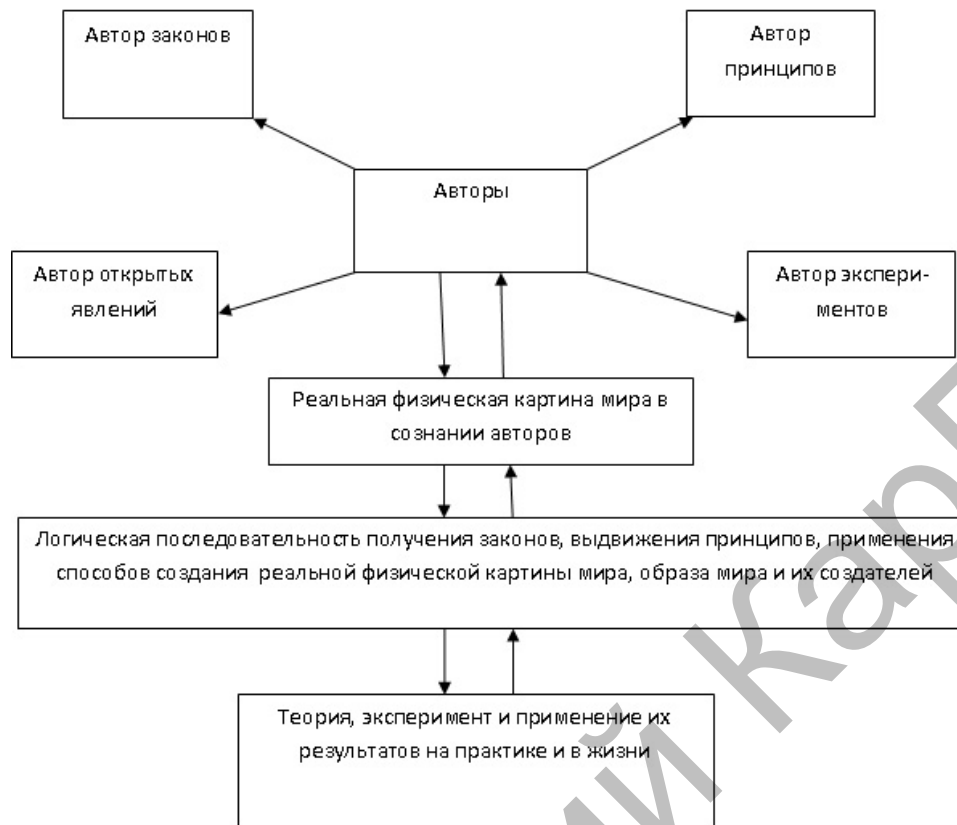 Автор законов
Автор
принципов
Авторы
Автор открытых
явлений
Автор экспери-
ментов
Реальная физическая картина мира в
сознании авторов
Логическая последовательность получения законов, выдвижения принципов, применения
способов создания реальной физической картины мира, образа мира и их создателей
Теория, эксперимент и применение их
результатов на практике и в жизни